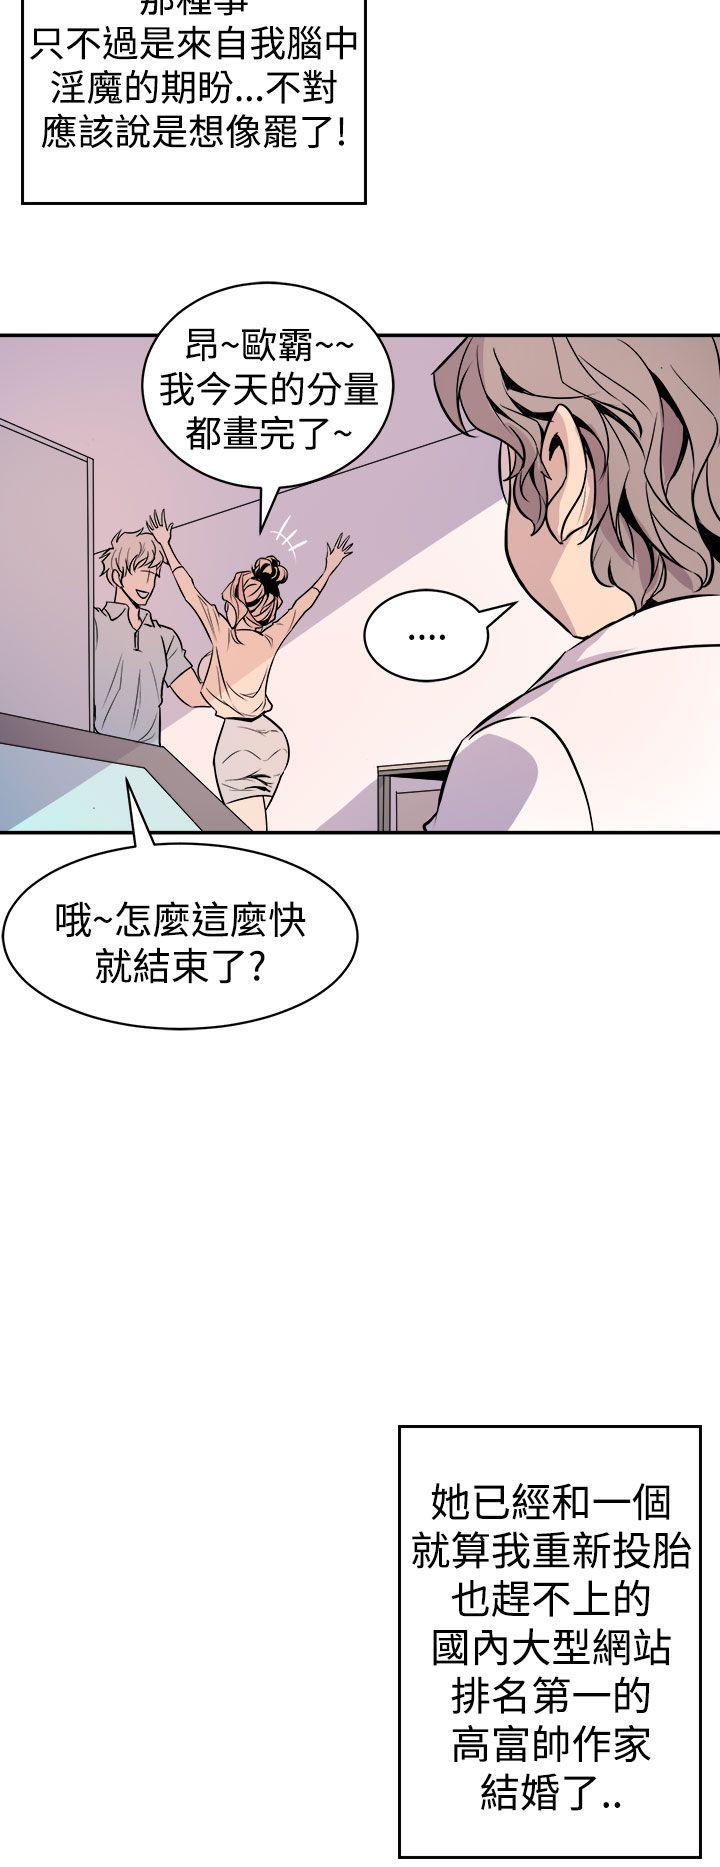 那種事
只不過是來自我腦中
淫魔的期盼...不對
應該說是想像罷了!
昂~歐霸~~
我今天的分量
都畫完了~
....
哦~怎麼這麼快
就結束了?
她已經和一個
就算我重新投胎
也趕不上的
國內大型網站
排名第一的
高富帥作家
結婚了..